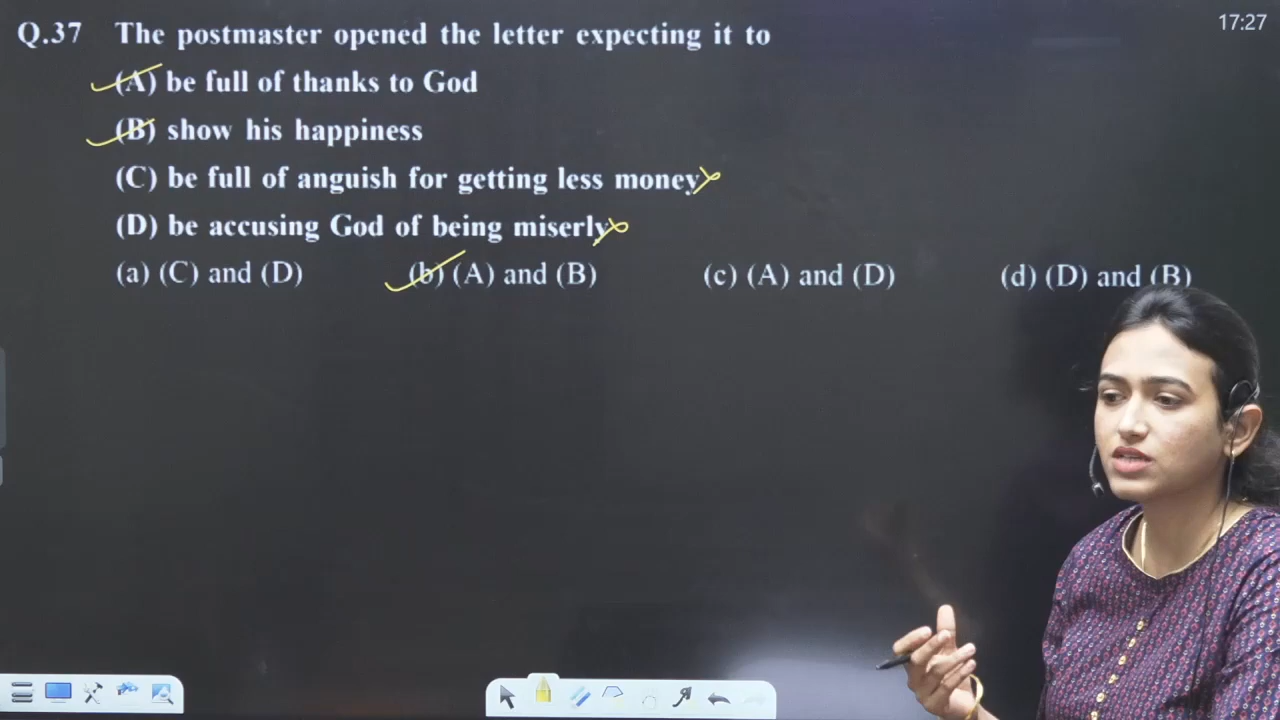 17:27
Q.37 The postmaster opened the letter expecting it to
(A) be full of thanks to God
(B) show his happiness
(C) be full of anguish for getting less money
(D) be accusing God of being miserly
(a) (C) and (D) (b) (A) and (B) (c) (A) and (D) (d) (D) and (B)